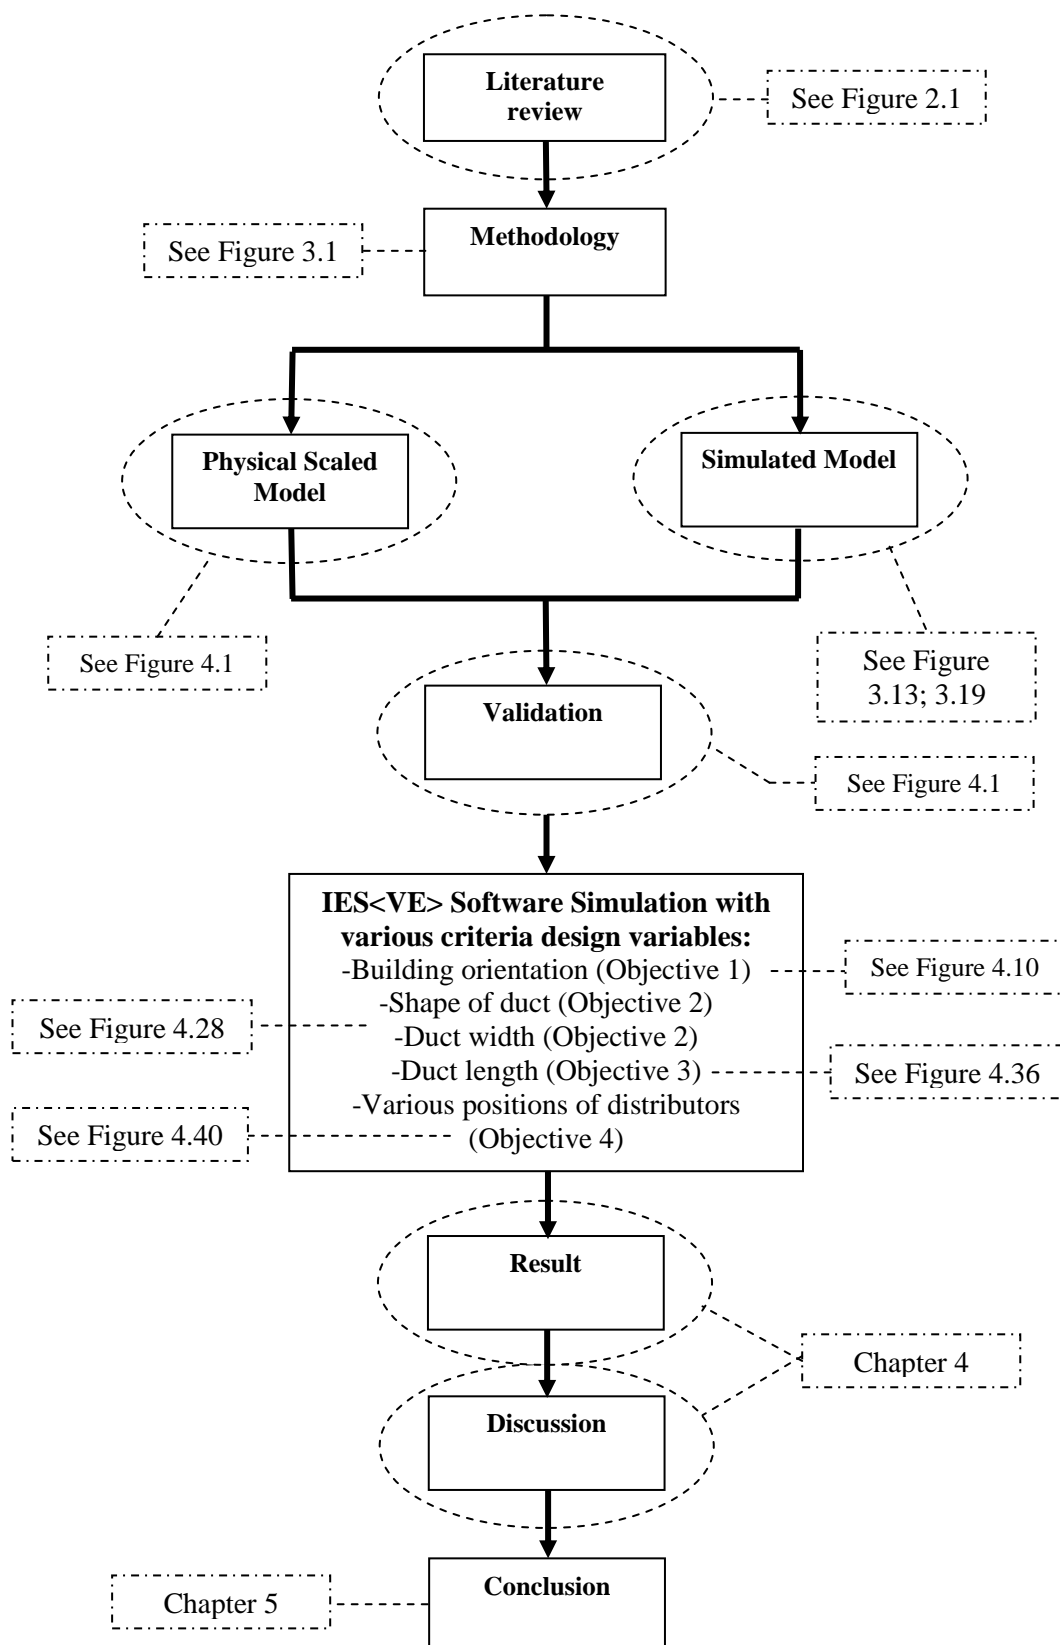 Literature
review
See Figure 2.1
Methodology
See Figure 3.1
Physical Scaled
Model
Simulated Model
See Figure 4.1
See Figure
3.13; 3.19
Validation
See Figure 4.1
IES<VE> Software Simulation with
various criteria design variables:
-Building orientation (Objective 1)
See Figure 4.10
-Shape of duct (Objective 2)
See Figure 4.28
-Duct width (Objective 2)
-Duct length (Objective 3)
See Figure 4.36
-Various positions of distributors
(Objective 4)
See Figure 4.40
Result
Chapter 4
Discussion
Conclusion
Chapter 5